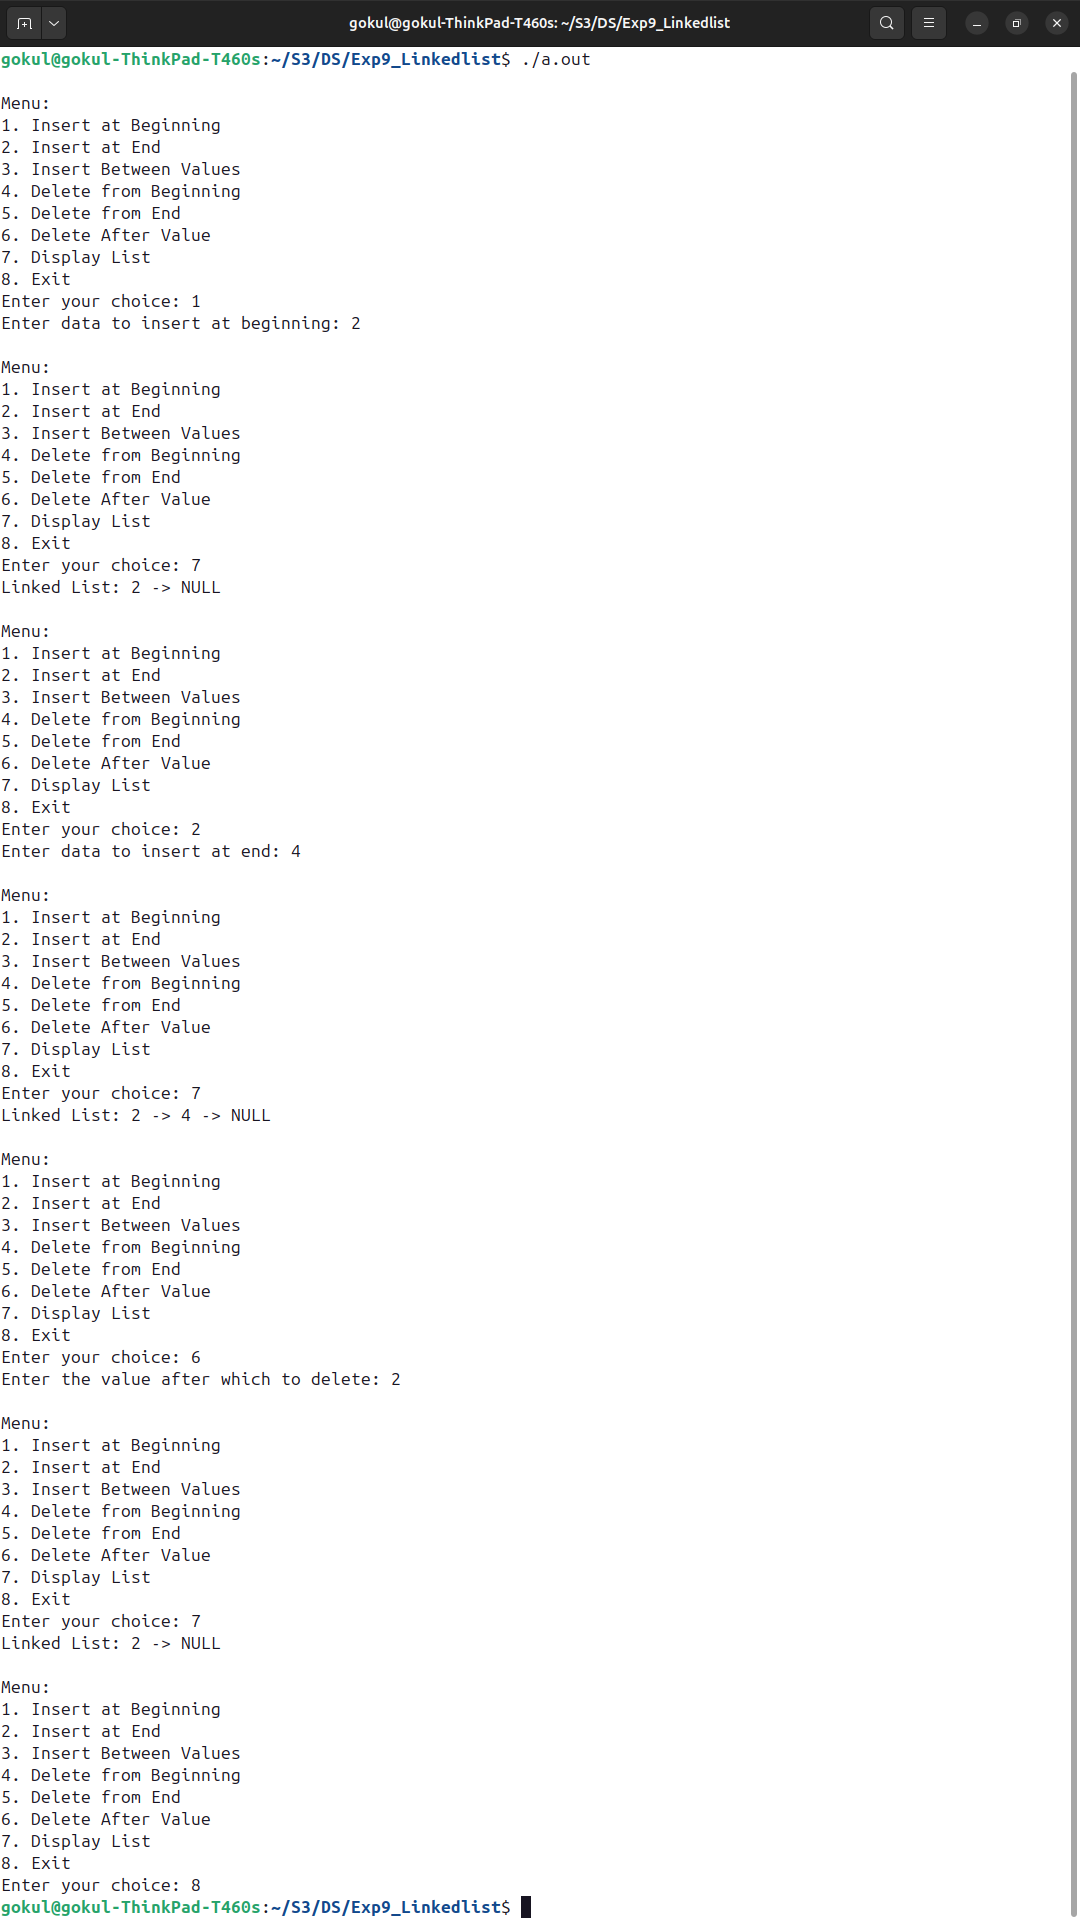 gokul@gokul-ThinkPad-T460s: ~/S3/DS/Exp9_Linkedlist
gokul@gokul-ThinkPad-T460s:~/S3/DS/Exp9_Linkedlist$ ./a.out

Menu:
1. Insert at Beginning
2. Insert at End
3. Insert Between Values
4. Delete from Beginning
5. Delete from End
6. Delete After Value
7. Display List
8. Exit
Enter your choice: 1
Enter data to insert at beginning: 2

Menu:
1. Insert at Beginning
2. Insert at End
3. Insert Between Values
4. Delete from Beginning
5. Delete from End
6. Delete After Value
7. Display List
8. Exit
Enter your choice: 7
Linked List: 2 -> NULL

Menu:
1. Insert at Beginning
2. Insert at End
3. Insert Between Values
4. Delete from Beginning
5. Delete from End
6. Delete After Value
7. Display List
8. Exit
Enter your choice: 2
Enter data to insert at end: 4

Menu:
1. Insert at Beginning
2. Insert at End
3. Insert Between Values
4. Delete from Beginning
5. Delete from End
6. Delete After Value
7. Display List
8. Exit
Enter your choice: 7
Linked List: 2 -> 4 -> NULL

Menu:
1. Insert at Beginning
2. Insert at End
3. Insert Between Values
4. Delete from Beginning
5. Delete from End
6. Delete After Value
7. Display List
8. Exit
Enter your choice: 6
Enter the value after which to delete: 2

Menu:
1. Insert at Beginning
2. Insert at End
3. Insert Between Values
4. Delete from Beginning
5. Delete from End
6. Delete After Value
7. Display List
8. Exit
Enter your choice: 7
Linked List: 2 -> NULL

Menu:
1. Insert at Beginning
2. Insert at End
3. Insert Between Values
4. Delete from Beginning
5. Delete from End
6. Delete After Value
7. Display List
8. Exit
Enter your choice: 8
gokul@gokul-ThinkPad-T460s:~/S3/DS/Exp9_Linkedlist$